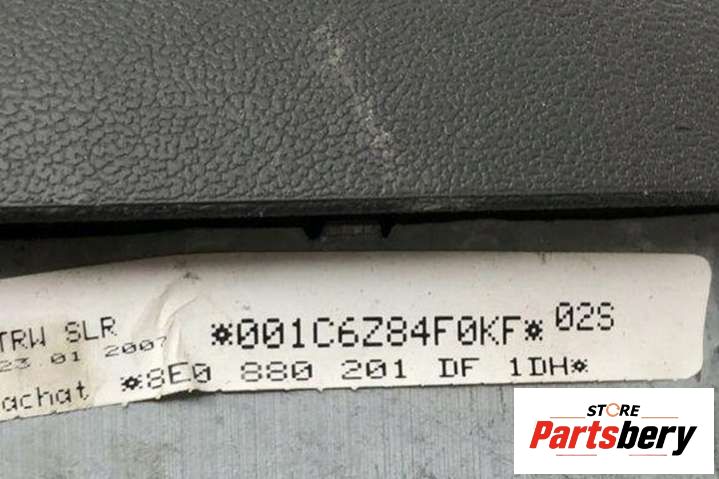 TRW SLR *001C6Z84F0KF* 02S
23 01 2007
achat *8E0 880 201 DF 1DH*
STORE
Partsbery